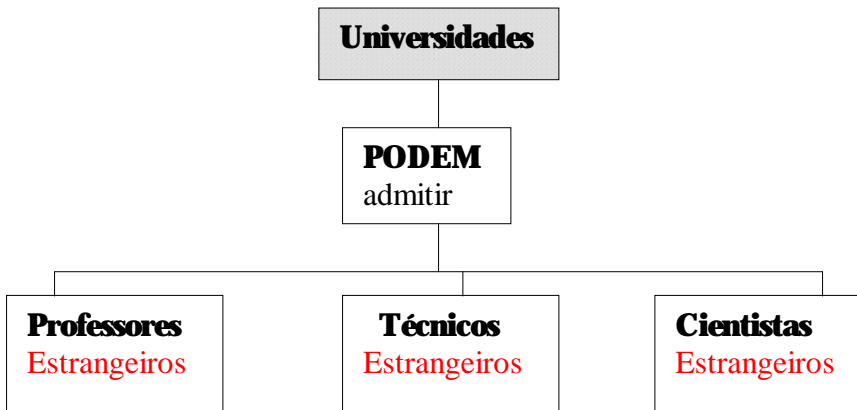 Universidades
PODEM
admitir
Professores
Estrangeiros
Técnicos
Estrangeiros
Cientistas
Estrangeiros